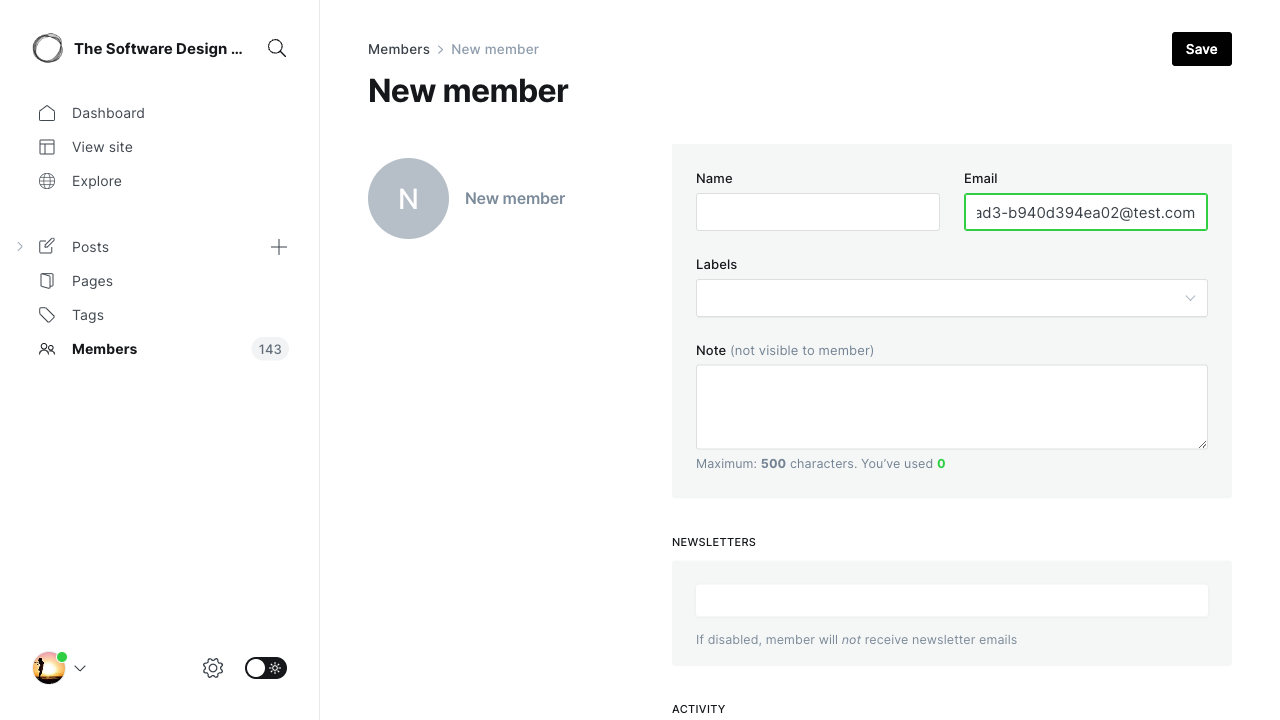 The Software Design ...
Dashboard
View site
Explore
Posts
Pages
Tags
Members
143
Members > New member
Save
New member
N
New member
Name
Email
ad3-b940d394ea02@test.com
Labels
Note (not visible to member)
Maximum: 500 characters. You've used 0
NEWSLETTERS
If disabled, member will not receive newsletter emails
ACTIVITY